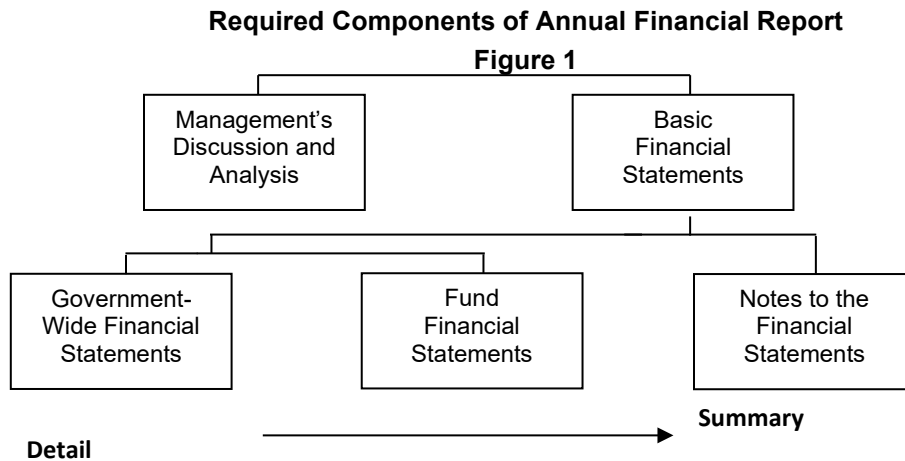 Required Components of Annual Financial Report
Figure 1
Management’s
Discussion and
Analysis
Basic
Financial
Statements
Government-
Wide Financial
Statements
Fund
Financial
Statements
Notes to the
Financial
Statements
Summary
Detail